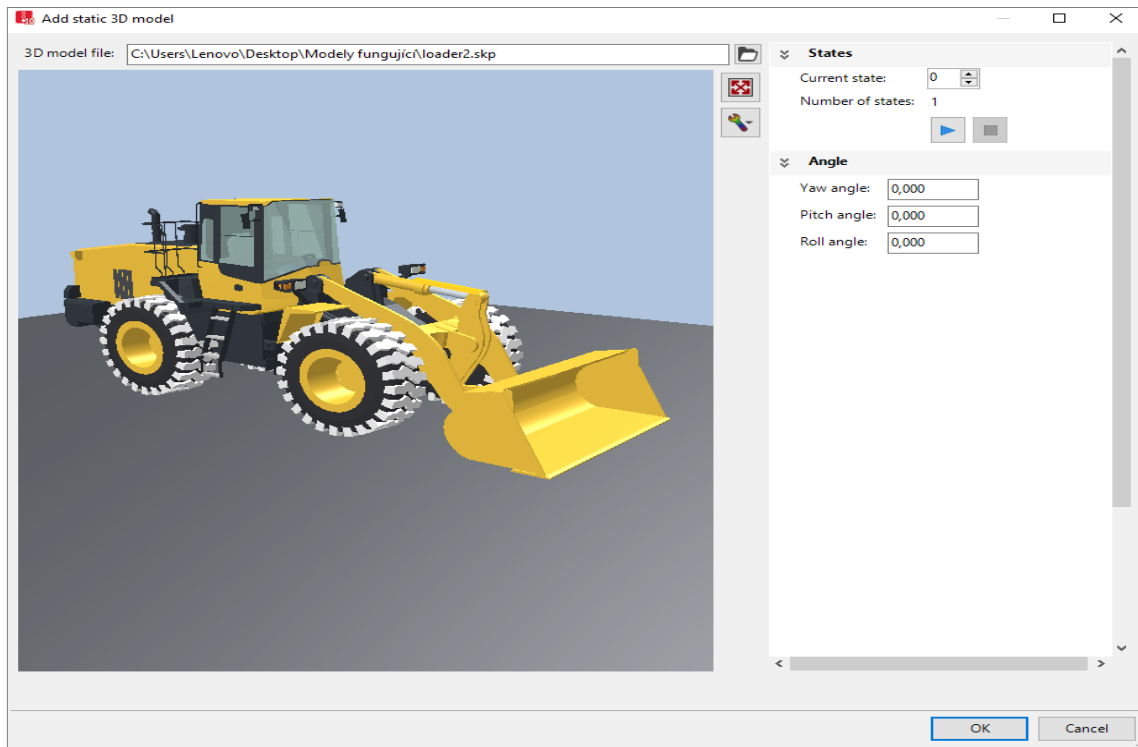 Add static 3D model
3D model file: C:\Users\Lenovo\Desktop\Modely fungující\loader2.skp
States
Current state: 0
Number of states: 1
Angle
Yaw angle: 0,000
Pitch angle: 0,000
Roll angle: 0,000
OK Cancel